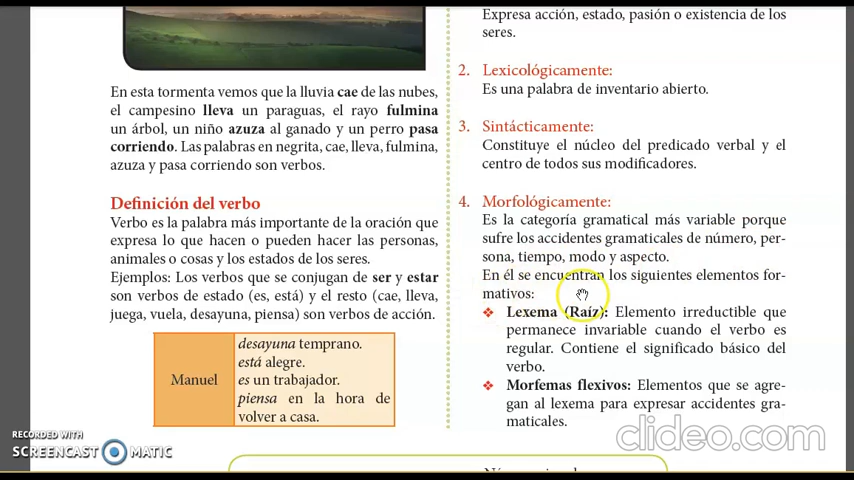 En esta tormenta vemos que la lluvia cae de las nubes,
el campesino lleva un paraguas, el rayo fulmina
un árbol, un niño azuza al ganado y un perro pasa
corriendo. Las palabras en negrita, cae, lleva, fulmina,
azuza y pasa corriendo son verbos.
Definición del verbo
Verbo es la palabra más importante de la oración que
expresa lo que hacen o pueden hacer las personas,
animales o cosas y los estados de los seres.
Ejemplos: Los verbos que se conjugan de ser y estar
son verbos de estado (es, está) y el resto (cae, lleva,
juega, vuela, desayuna, piensa) son verbos de acción.
Manuel
desayuna temprano.
está alegre.
es un trabajador.
piensa en la hora de
volver a casa.
Expresa acción, estado, pasión o existencia de los
seres.
2. Lexicológicamente:
Es una palabra de inventario abierto.
3. Sintácticamente:
Constituye el núcleo del predicado verbal y el
centro de todos sus modificadores.
4. Morfológicamente:
Es la categoría gramatical más variable porque
sufre los accidentes gramaticales de número, per-
sona, tiempo, modo y aspecto.
En él se encuentran los siguientes elementos for-
mativos:
❖ Lexema (Raíz): Elemento irreductible que
permanece invariable cuando el verbo es
regular. Contiene el significado básico del
verbo.
❖ Morfemas flexivos: Elementos que se agre-
gan al lexema para expresar accidentes gra-
maticales.
RECORDED WITH
SCREENCAST O MATIC
clideo.com